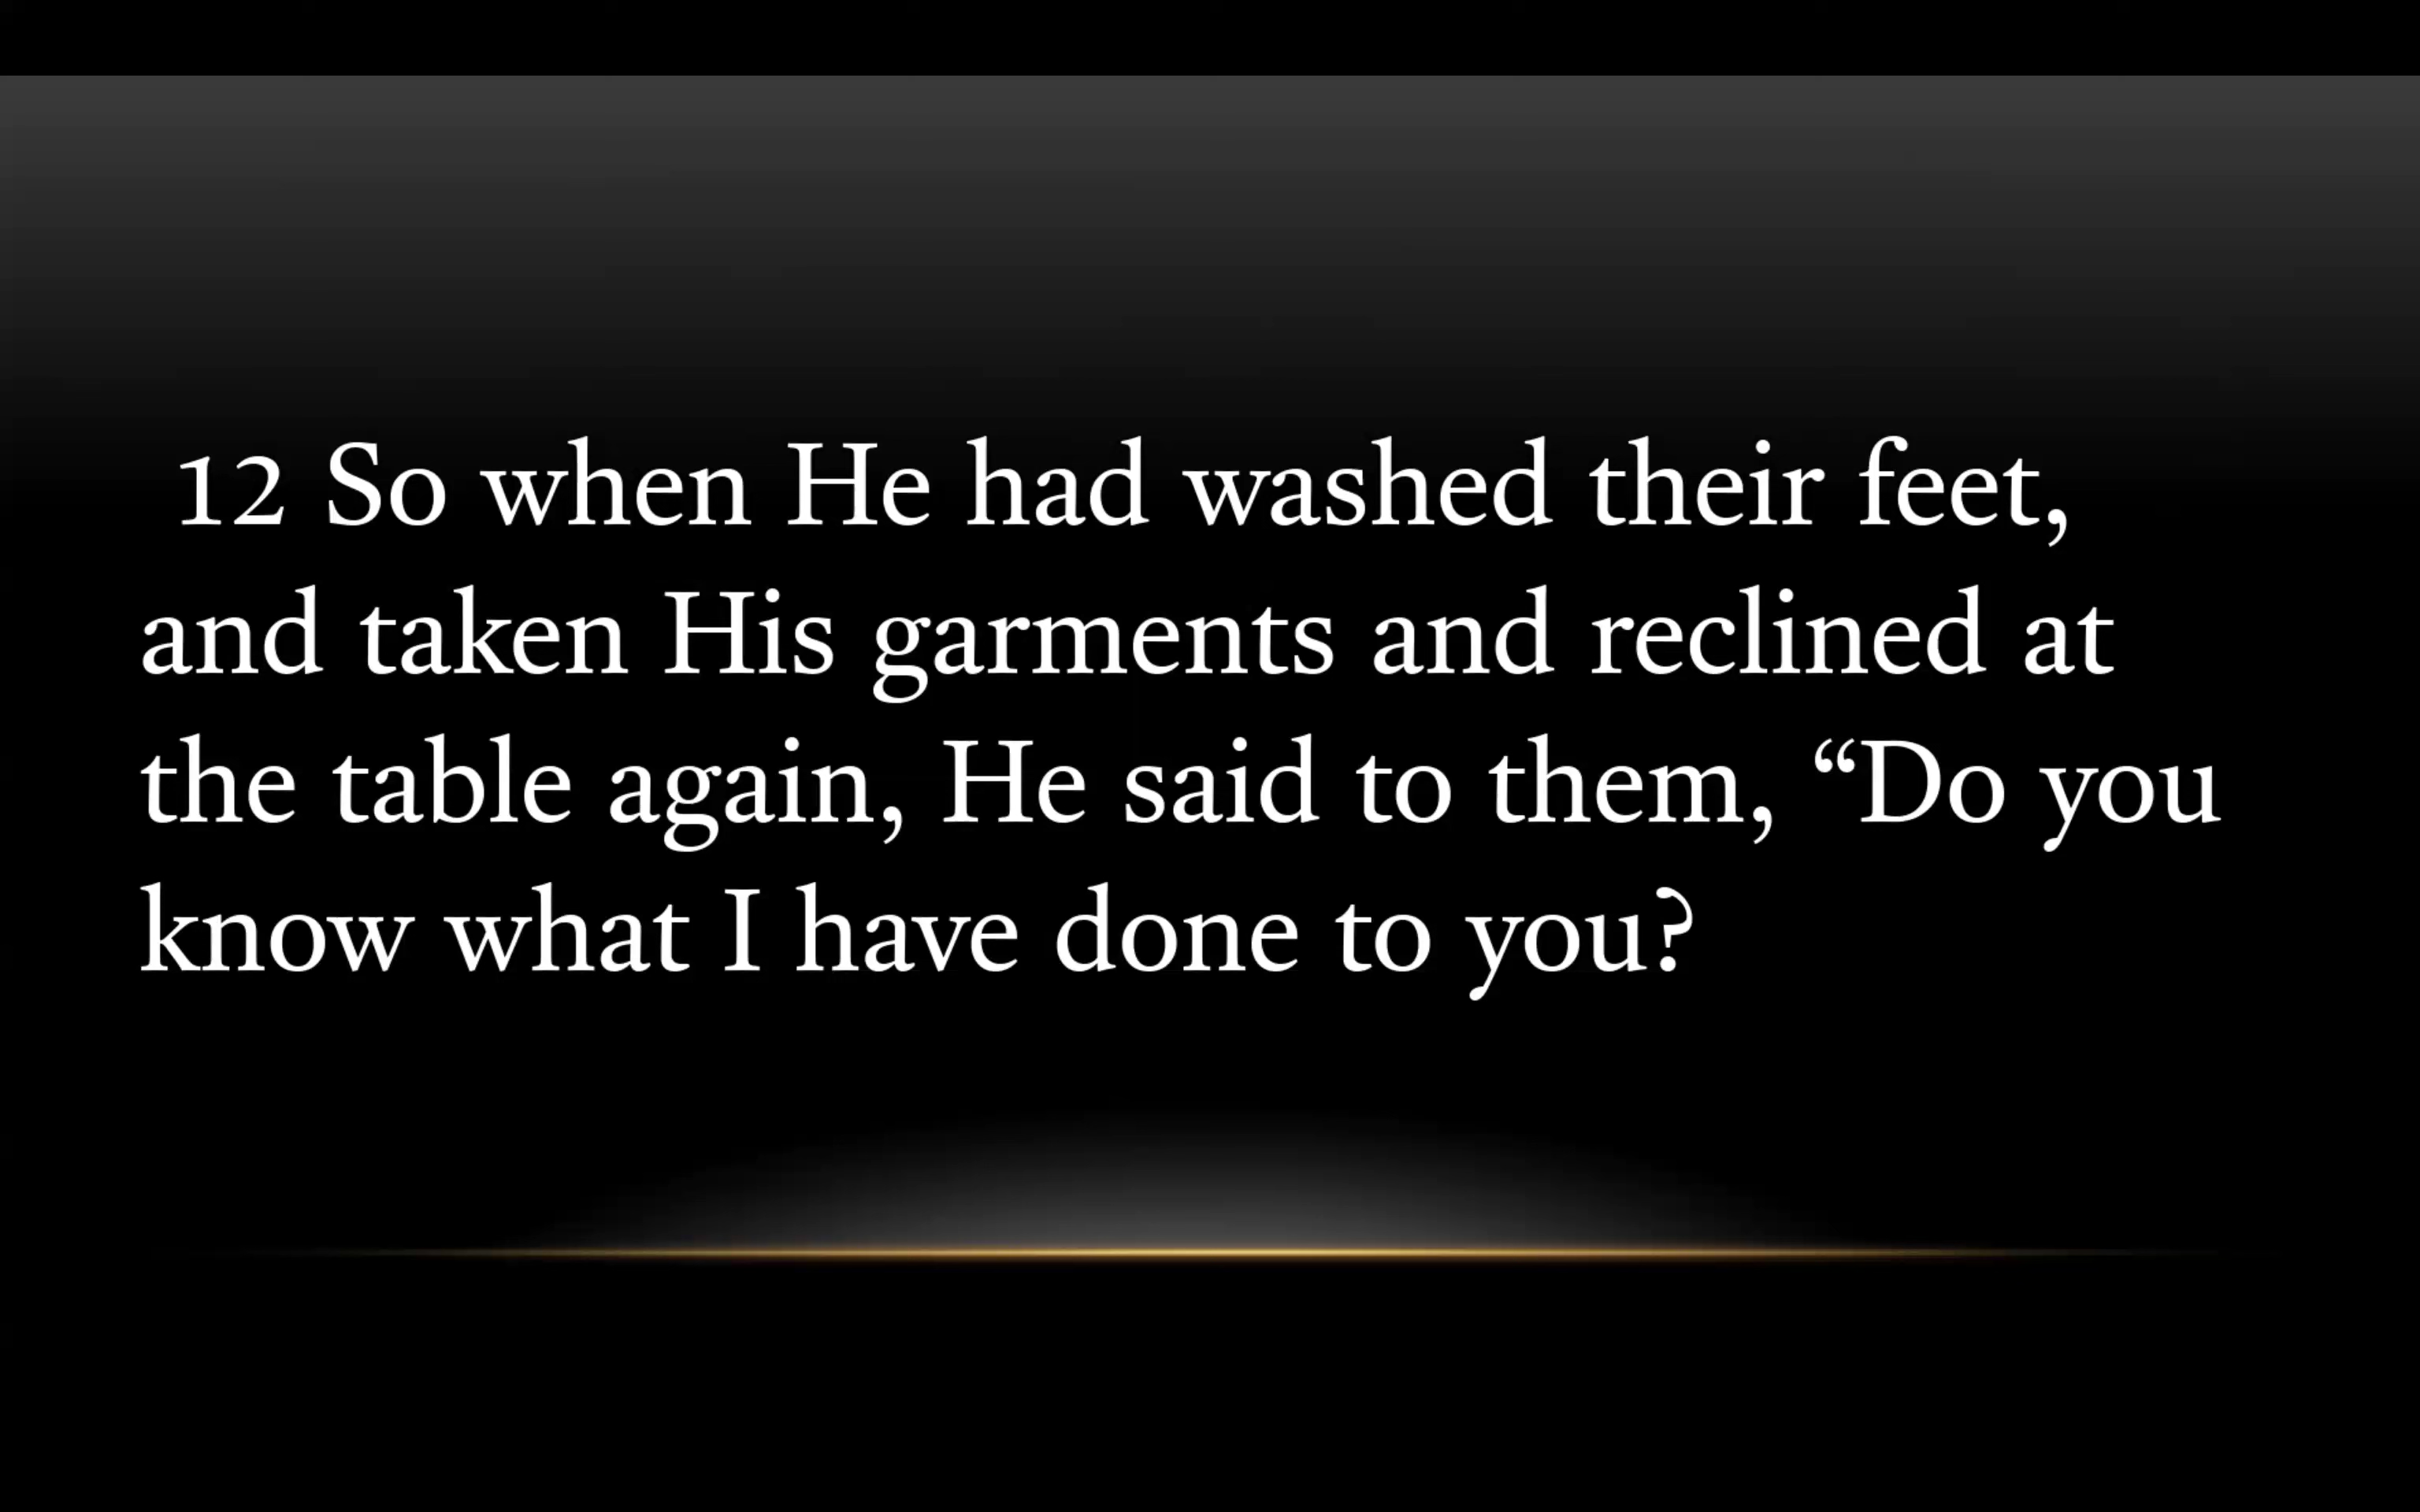 12 So when He had washed their feet,
and taken His garments and reclined at
the table again, He said to them, “Do you
know what I have done to you?